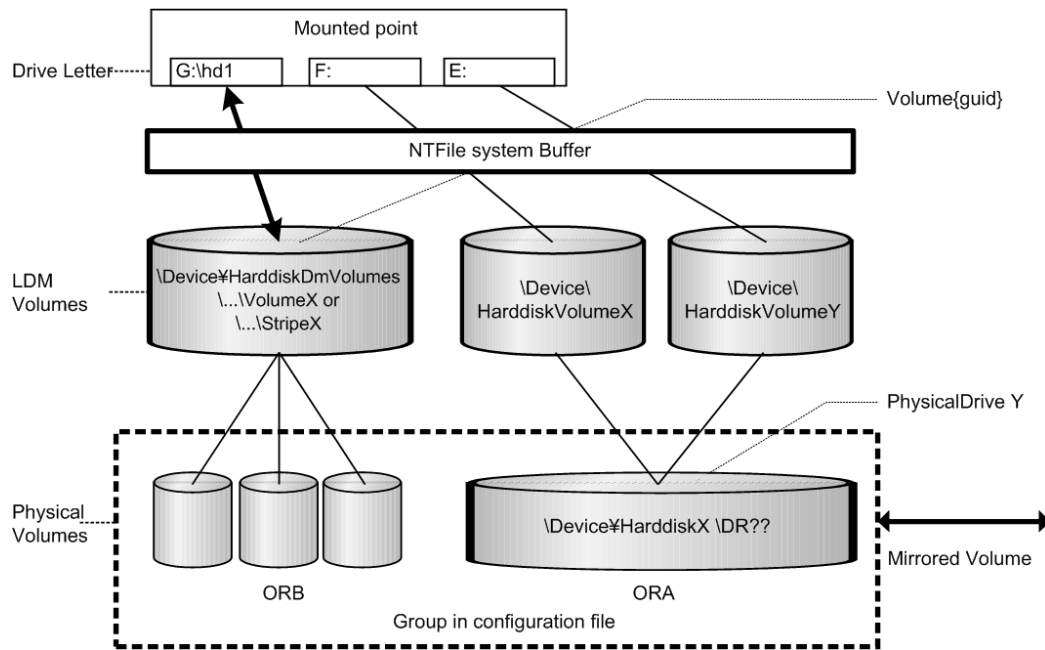 Mounted point
Drive Letter
G:\hd1
F:
E:
Volume{guid}
NTFile system Buffer
LDM
Volumes
\Device¥HarddiskDmVolumes
\...\VolumeX or
\...\StripeX
\Device\
HarddiskVolumeX
\Device\
HarddiskVolumeY
PhysicalDrive Y
Physical
Volumes
\Device¥HarddiskX \DR??
Mirrored Volume
ORB
ORA
Group in configuration file